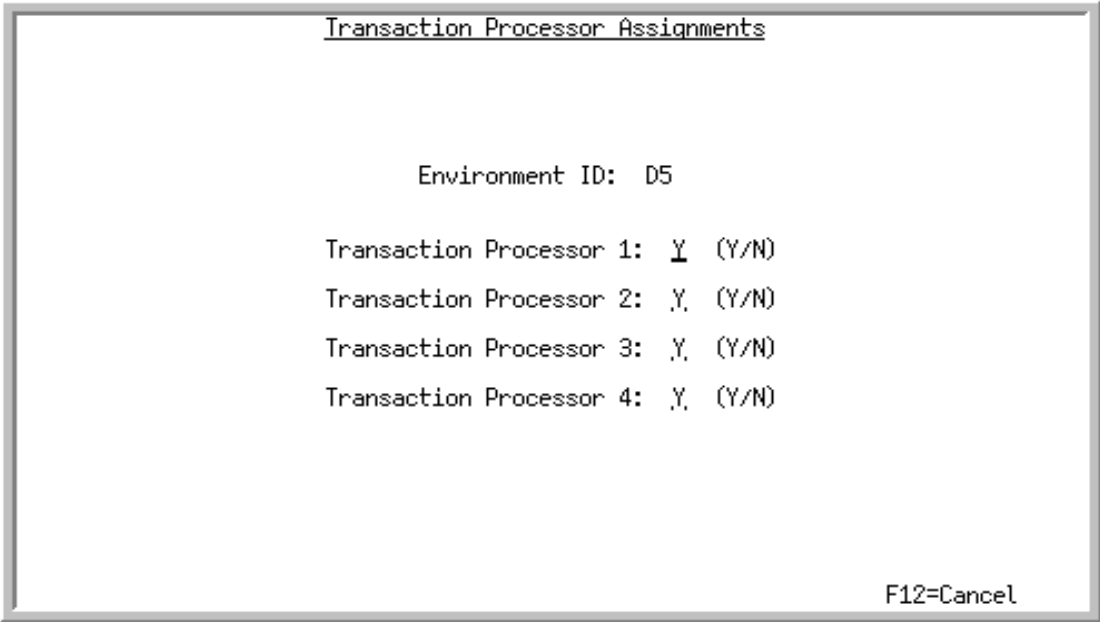 Transaction Processor Assignments
Environment ID: D5
Transaction Processor 1: Y (Y/N)
Transaction Processor 2: Y (Y/N)
Transaction Processor 3: Y (Y/N)
Transaction Processor 4: Y (Y/N)
F12=Cancel